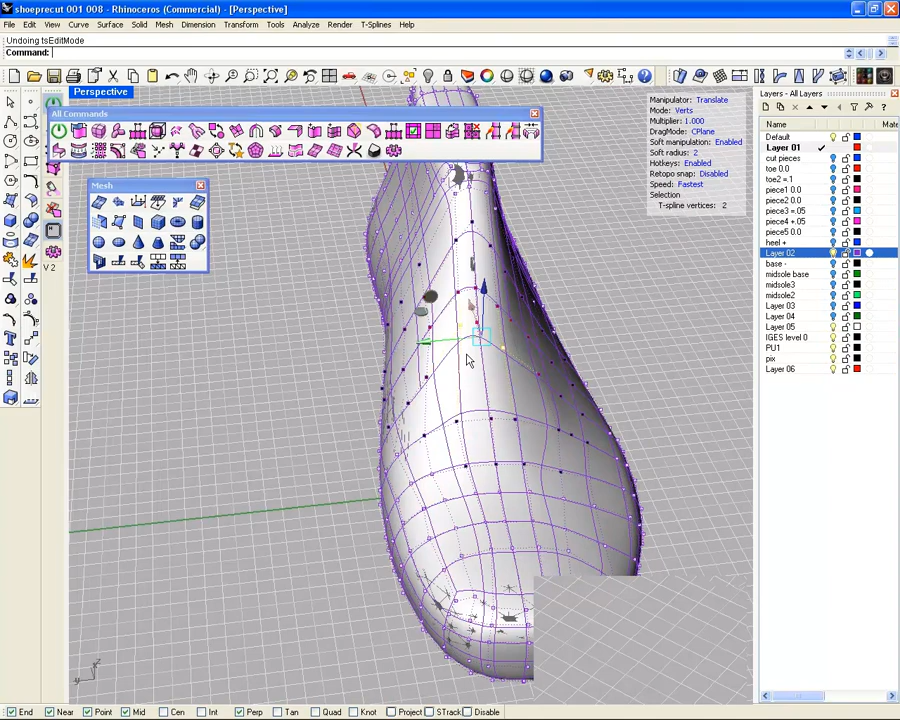 shoeprecut 001 008 - Rhinoceros (Commercial) - [Perspective]
File Edit View Curve Surface Solid Mesh Dimension Transform Tools Analyze Render T-Splines Help
Undoing tsEditMode
Command:
Perspective
All Commands
Mesh
V 2
Manipulator: Translate
Mode: Verts
Multiplier: 1.000
DragMode: CPlane
Soft manipulation: Enabled
Soft radius: 2
Hotkeys: Enabled
Retopo snap: Disabled
Speed: Fastest
Selection
T-spline vertices: 2
Layers - All Layers
Name Mate
Default
Layer 01
cut pieces
toe 0.0
toe2 =.1
piece1 0.0
piece2 0.0
piece3 =.05
piece4 +.05
piece5 0.0
heel +
Layer 02
base -
midsole base
midsole3
midsole2
Layer 03
Layer 04
Layer 05
IGES level 0
PU1
pix
Layer 06
z
y
End Near Point Mid Cen Int Perp Tan Quad Knot Project STrack Disable